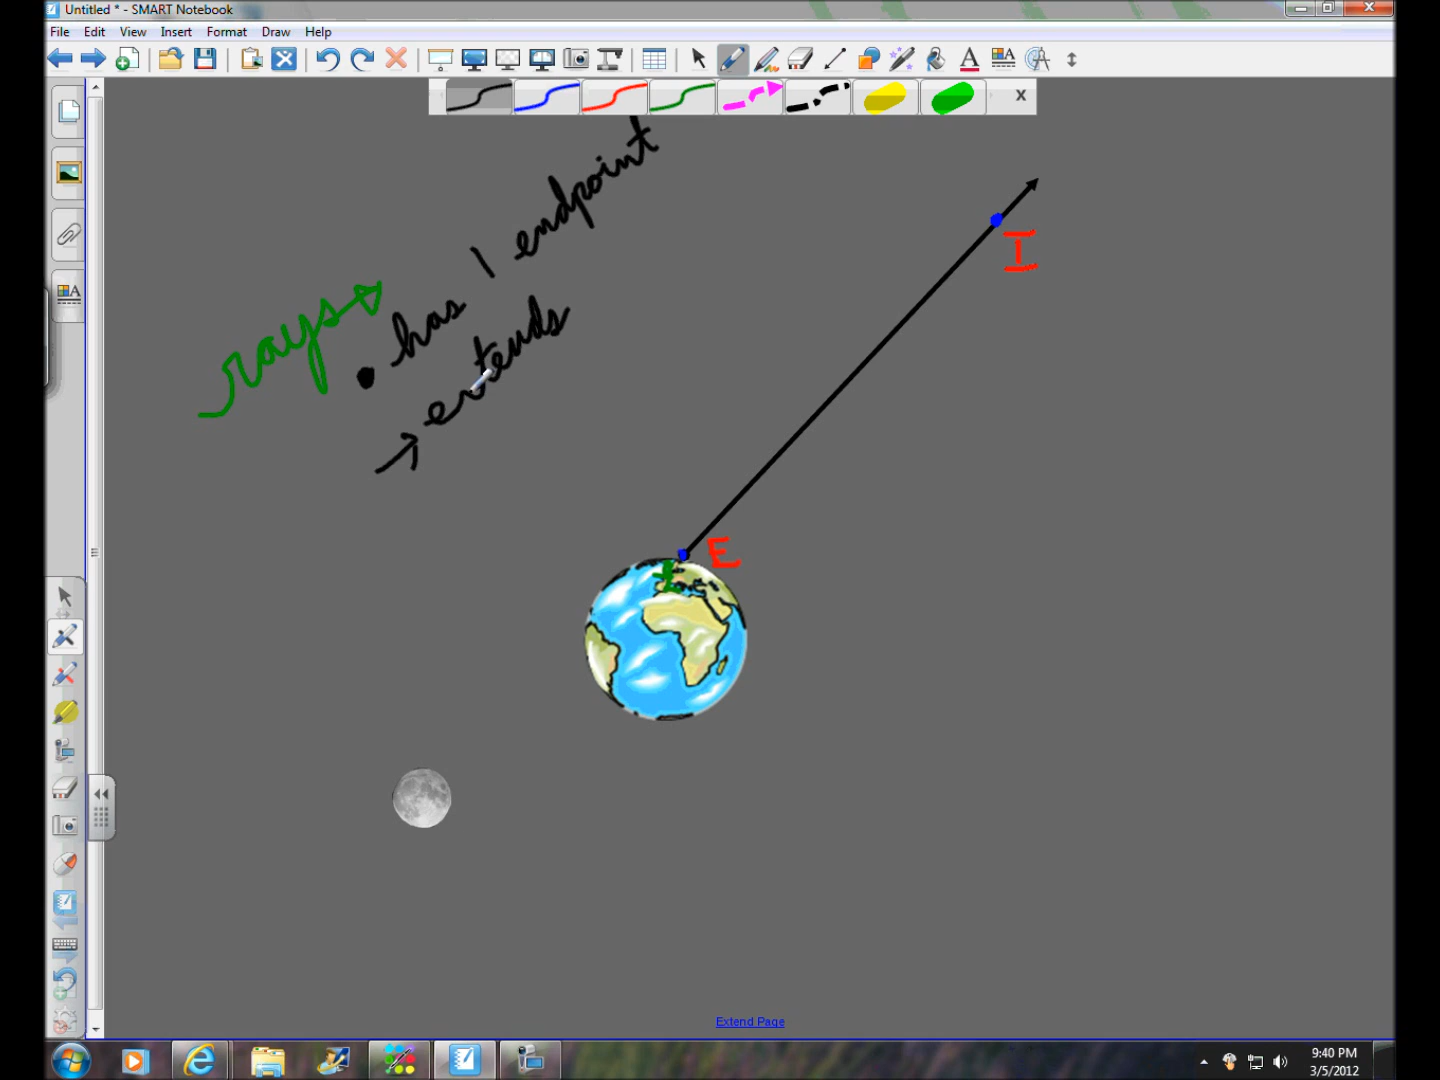 Untitled * - SMART Notebook
File Edit View Insert Format Draw Help
rays
has 1 endpoint
extends
I
E
Extend Page
9:40 PM
3/5/2012